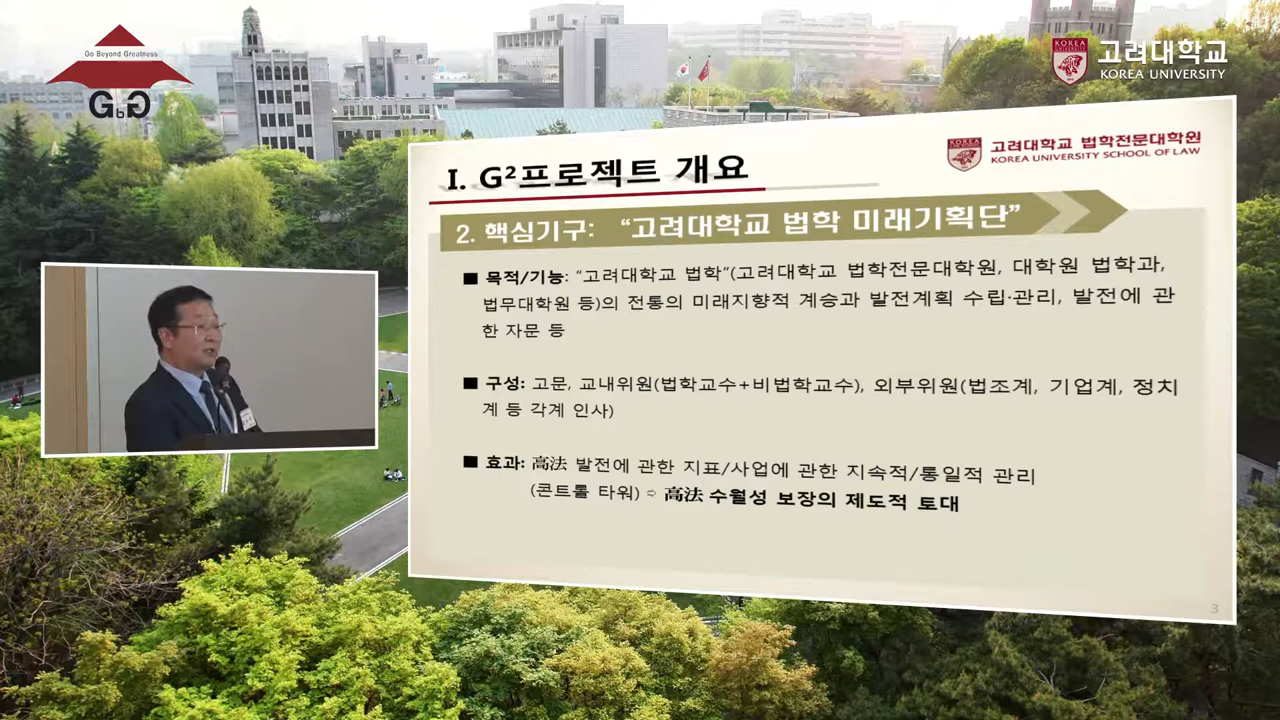 Go Beyond Greatness
GbG
KOREA UNIVERSITY
고려대학교
KOREA UNIVERSITY
KOREA UNIVERSITY
고려대학교 법학전문대학원
KOREA UNIVERSITY SCHOOL OF LAW
I. G²프로젝트 개요
2. 핵심기구: “고려대학교 법학 미래기획단”
■ 목적/기능: “고려대학교 법학”(고려대학교 법학전문대학원, 대학원 법학과,
법무대학원 등)의 전통의 미래지향적 계승과 발전계획 수립·관리, 발전에 관
한 자문 등
■ 구성: 고문, 교내위원(법학교수+비법학교수), 외부위원(법조계, 기업계, 정치
계 등 각계 인사)
■ 효과: 高法 발전에 관한 지표/사업에 관한 지속적/통일적 관리
(콘트롤 타워) ⇨ 高法 수월성 보장의 제도적 토대
3